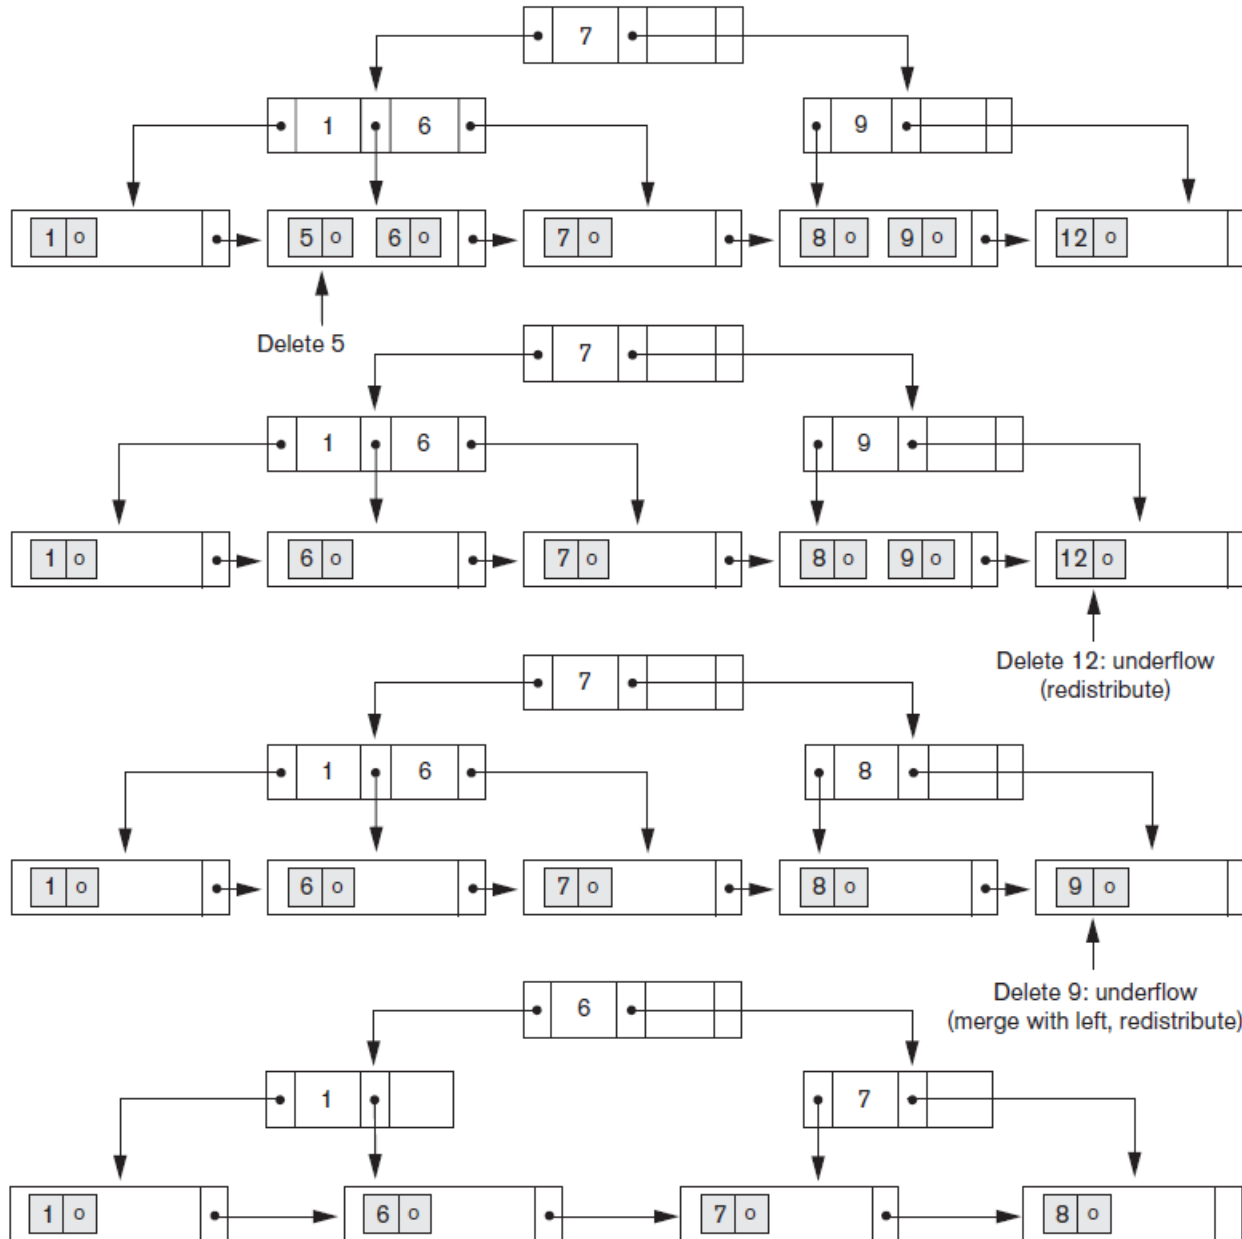 7
1 6
9
1 o
5 o 6 o
7 o
8 o 9 o
12 o
Delete 5
7
1 6
9
1 o
6 o
7 o
8 o 9 o
12 o
Delete 12: underflow
(redistribute)
7
1 6
8
1 o
6 o
7 o
8 o
9 o
Delete 9: underflow
(merge with left, redistribute)
6
1
7
1 o
6 o
7 o
8 o